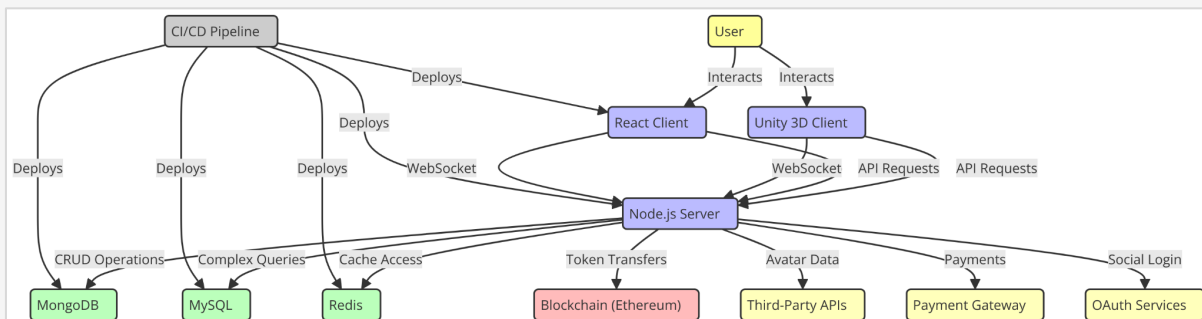 CI/CD Pipeline
User
Deploys
Interacts
Interacts
React Client
Unity 3D Client
Deploys
Deploys
Deploys
Deploys
WebSocket
WebSocket
API Requests
API Requests
Node.js Server
CRUD Operations
Complex Queries
Cache Access
Token Transfers
Avatar Data
Payments
Social Login
MongoDB
MySQL
Redis
Blockchain (Ethereum)
Third-Party APIs
Payment Gateway
OAuth Services